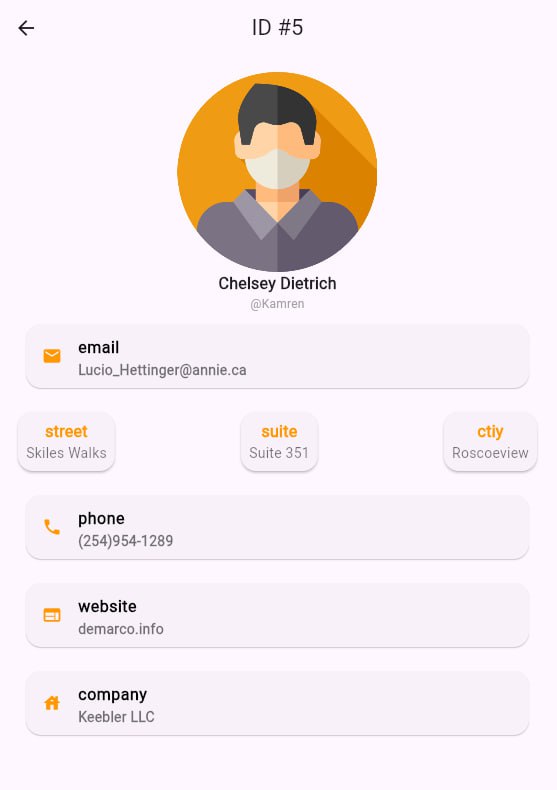 ID #5
Chelsey Dietrich
@Kamren
email
Lucio_Hettinger@annie.ca
street
Skiles Walks
suite
Suite 351
ctiy
Roscoeview
phone
(254)954-1289
website
demarco.info
company
Keebler LLC